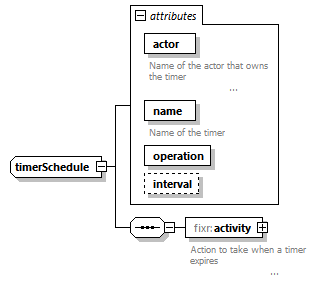 attributes
actor
Name of the actor that owns
the timer
...
name
Name of the timer
operation
interval
timerSchedule
fixr:activity
Action to take when a timer
expires
...